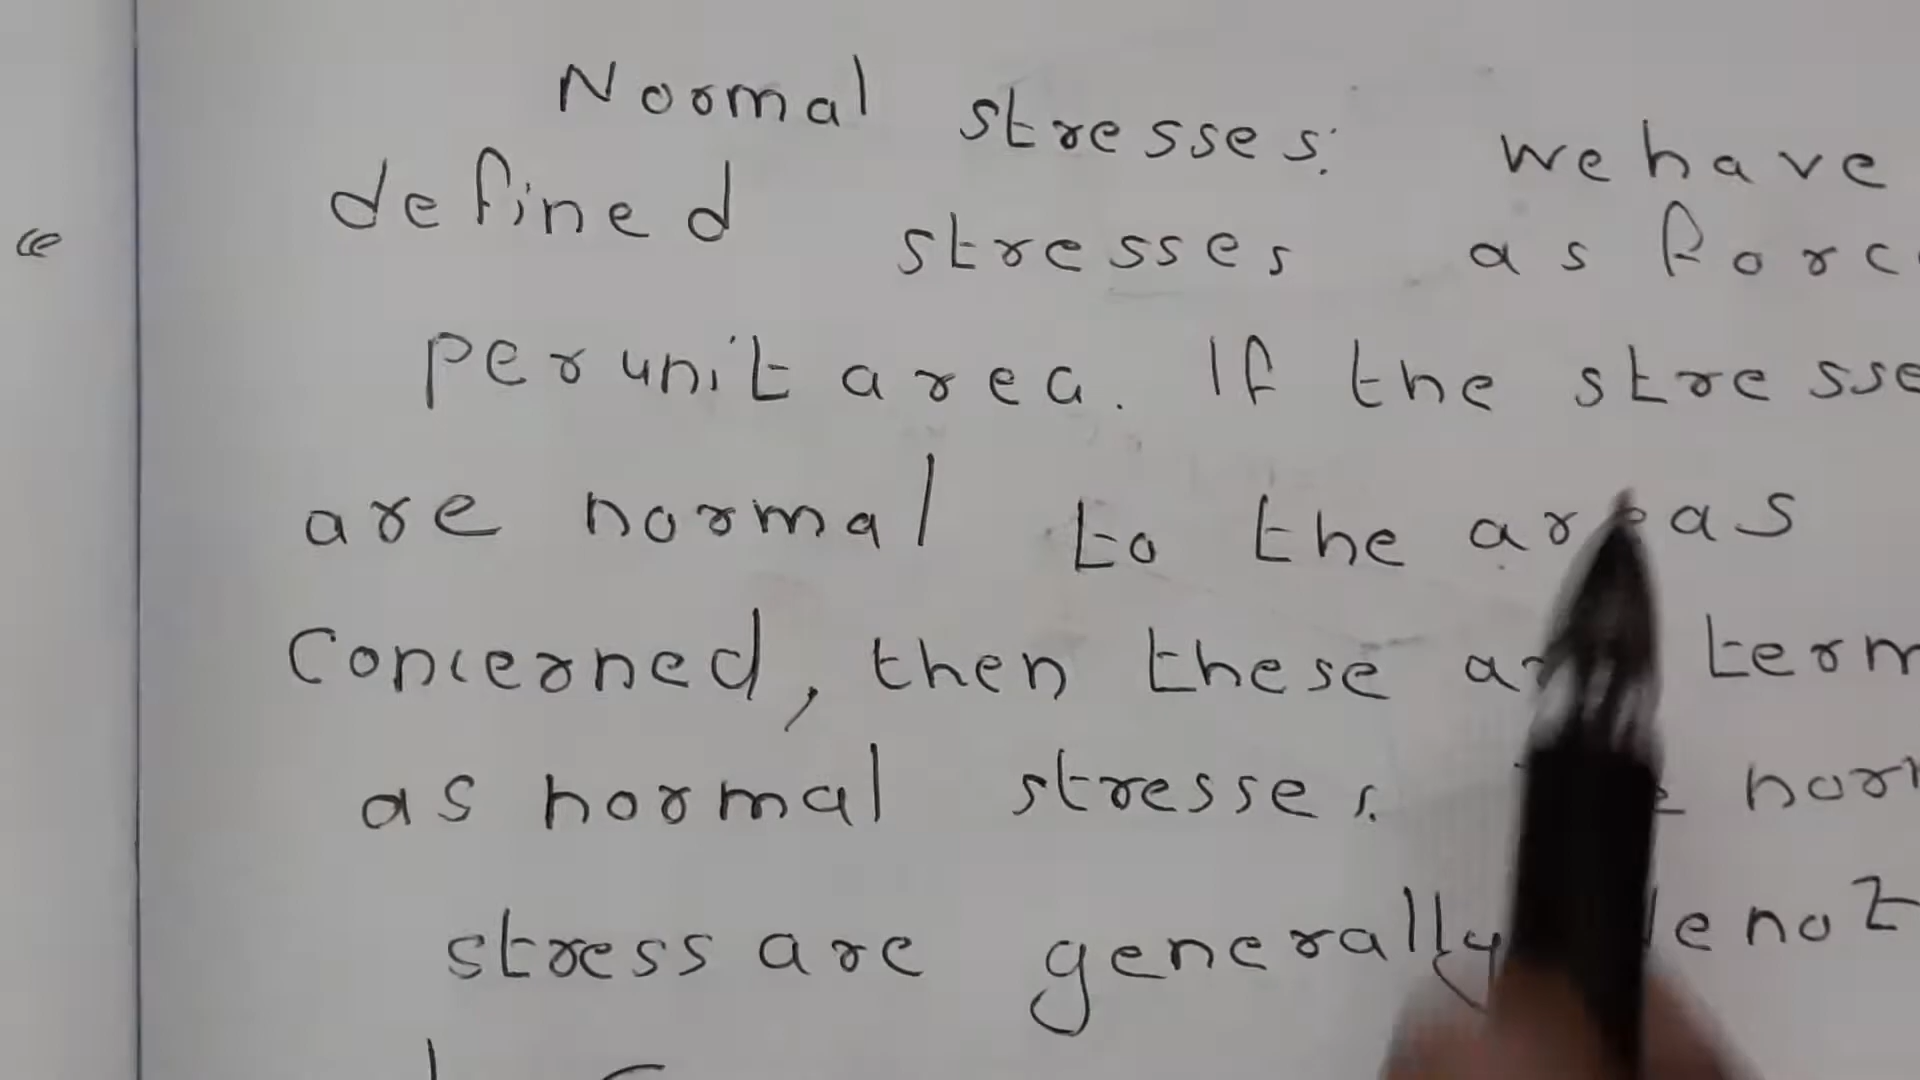 Normal stresses: we have
defined stresses as forc
per unit area. If the stresse
are normal to the areas
Concerned, then these are term
as normal stresses. nor
stress are generally denot